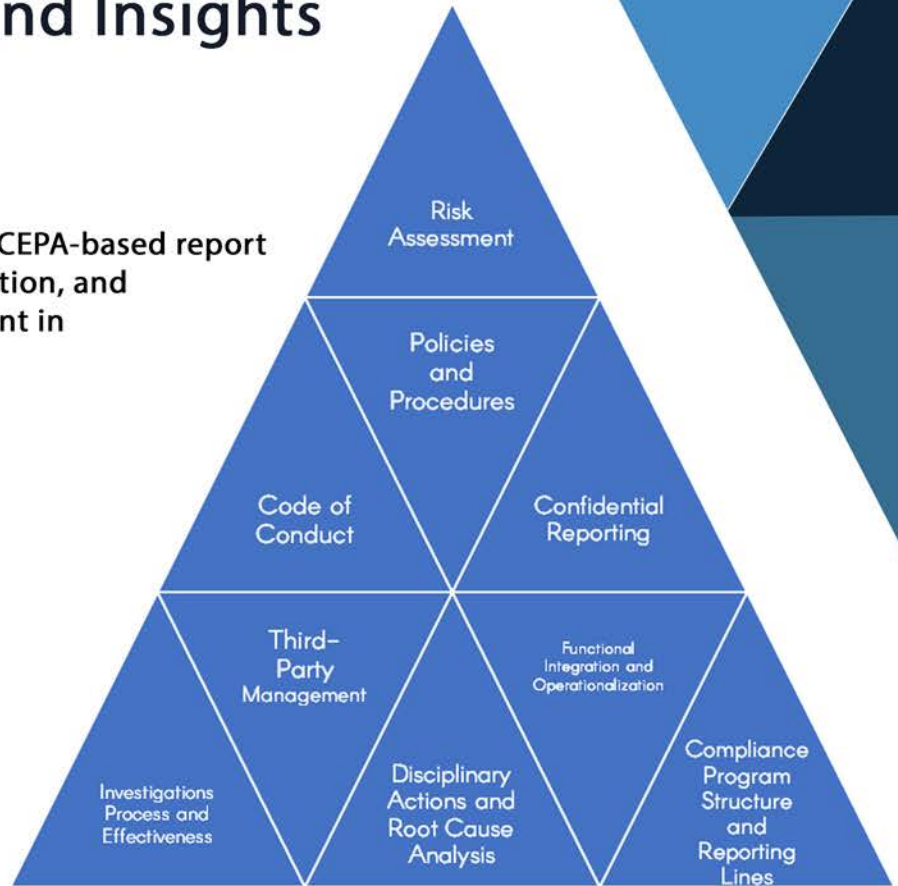 nd Insights
CEPA-based report
tion, and
nt in
Risk
Assessment
Policies
and
Procedures
Code of
Conduct
Confidential
Reporting
Third-
Party
Management
Functional
Integration and
Operationalization
Investigations
Process and
Effectiveness
Disciplinary
Actions and
Root Cause
Analysis
Compliance
Program
Structure
and
Reporting
Lines